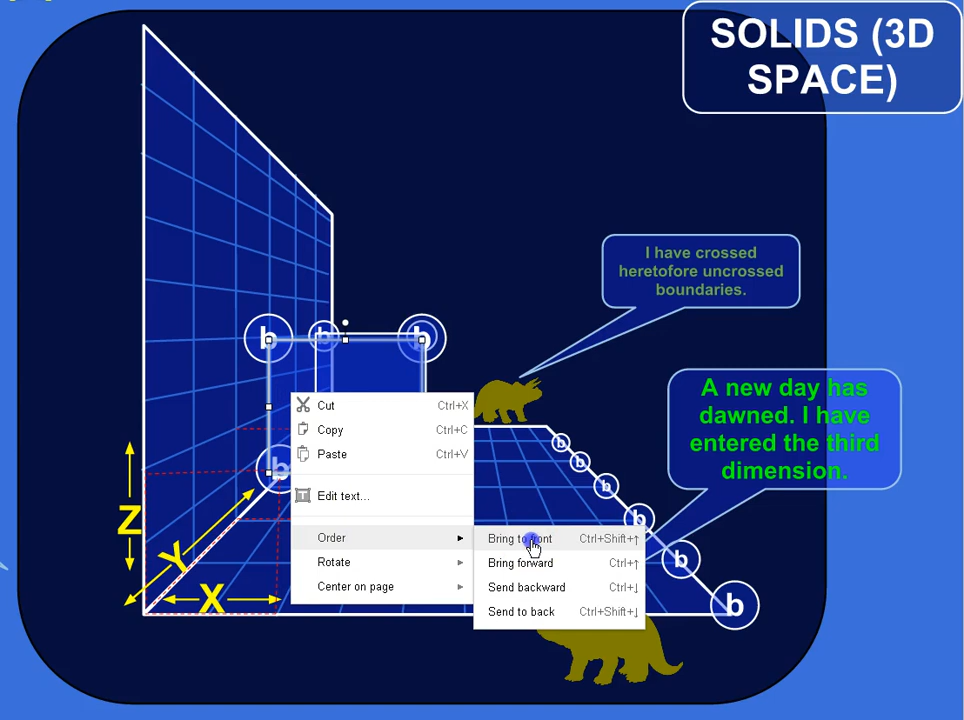 SOLIDS (3D
SPACE)
I have crossed
heretofore uncrossed
boundaries.
b
b
b
A new day has
dawned. I have
entered the third
dimension.
Cut Ctrl+X
Copy Ctrl+C
Paste Ctrl+V
Edit text...
Order
Rotate
Center on page
Bring to front Ctrl+Shift+↑
Bring forward Ctrl+↑
Send backward Ctrl+↓
Send to back Ctrl+Shift+↓
b
b
b
b
b
b
b
Z
Y
X